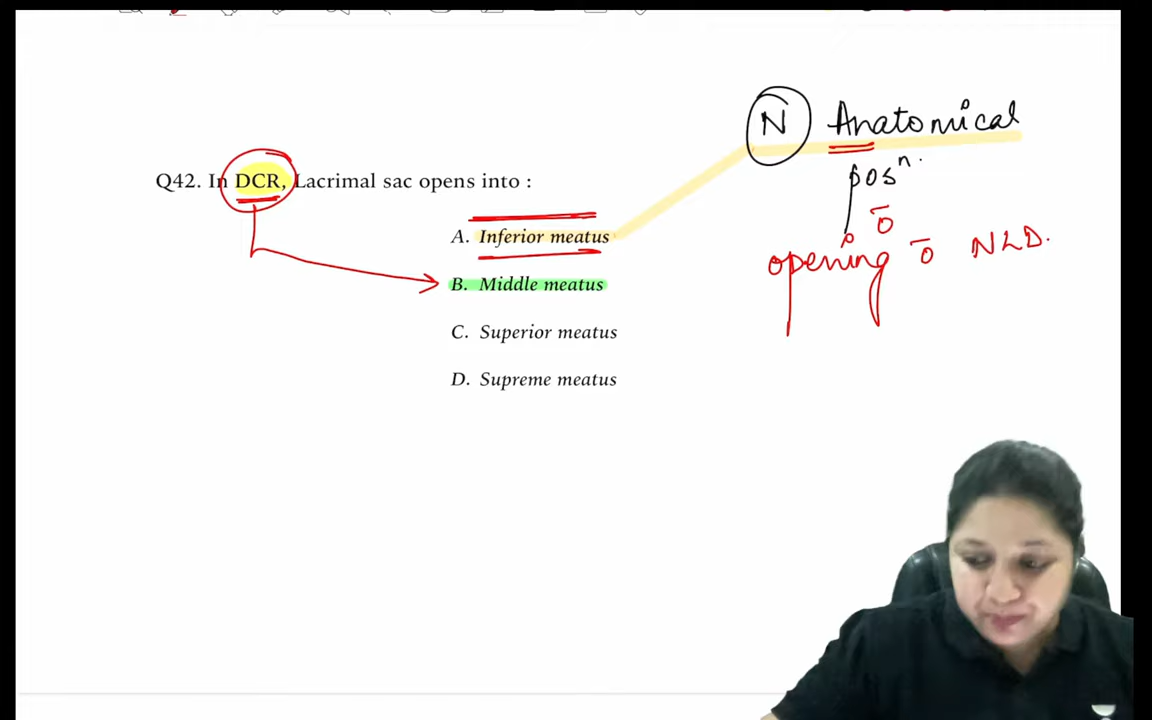 N Anatomical
posⁿ.
Q42. In DCR, Lacrimal sac opens into :
ō
A. Inferior meatus
opening ō NLD.
B. Middle meatus
C. Superior meatus
D. Supreme meatus